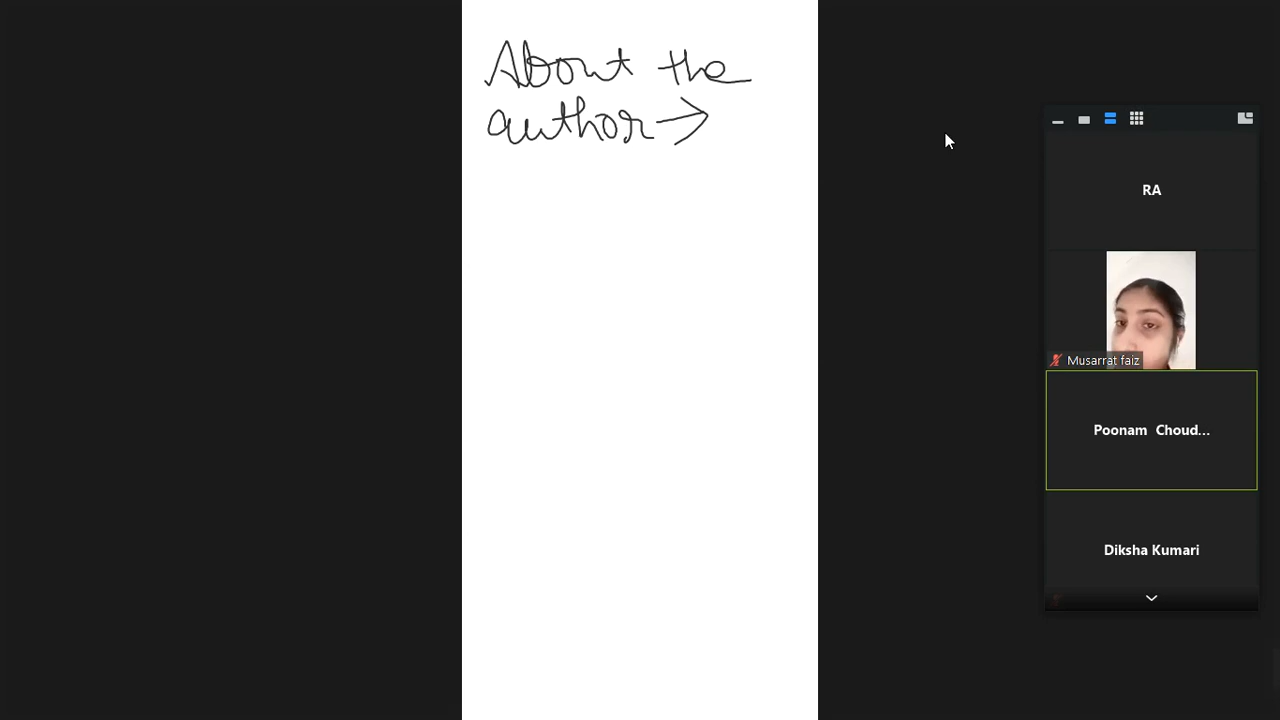 About the
author→
RA
Musarrat faiz
Poonam Choud...
Diksha Kumari